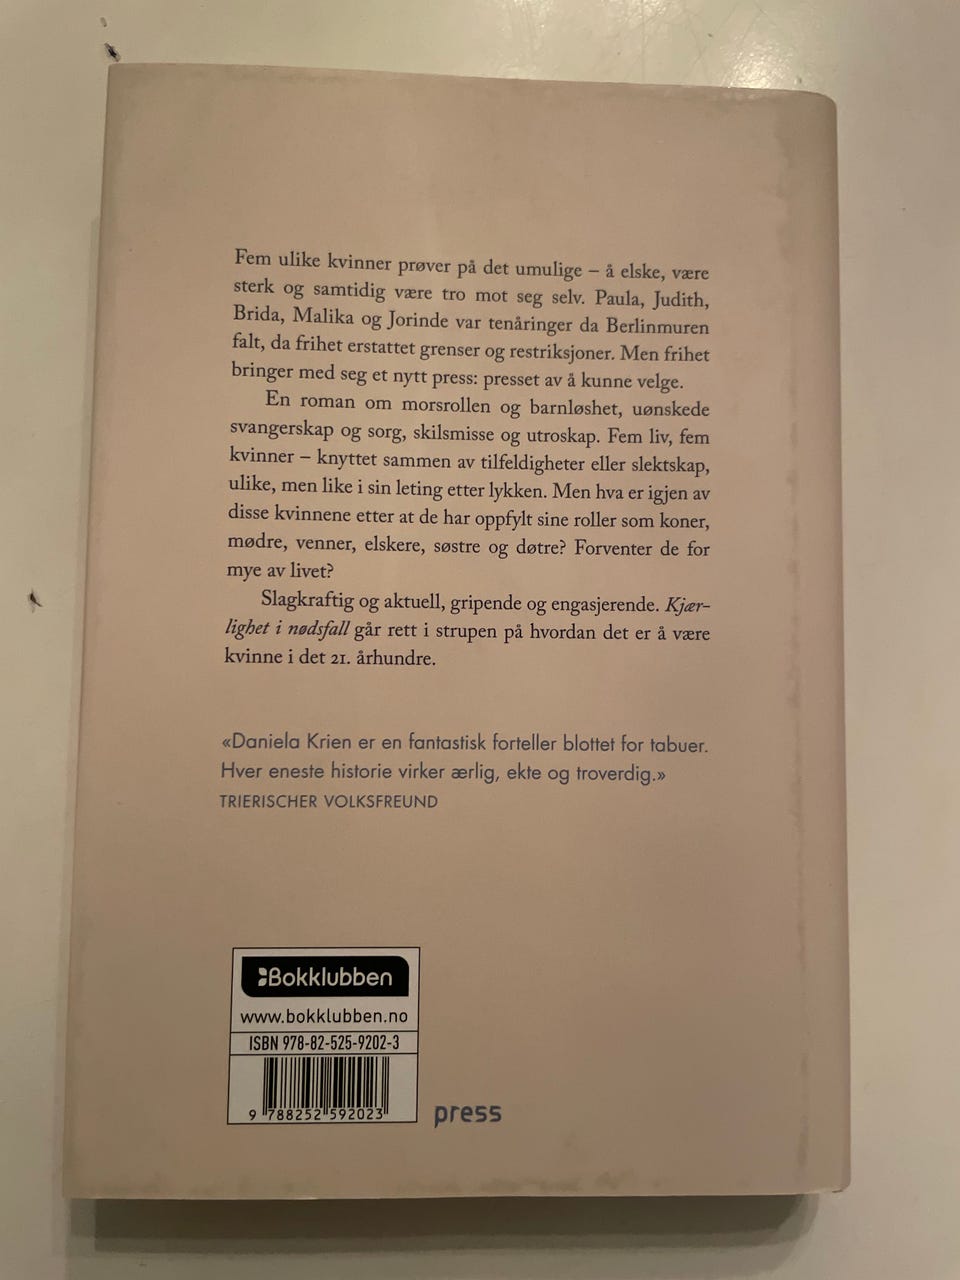 Fem ulike kvinner prøver på det umulige – å elske, være
sterk og samtidig være tro mot seg selv. Paula, Judith,
Brida, Malika og Jorinde var tenåringer da Berlinmuren
falt, da frihet erstattet grenser og restriksjoner. Men frihet
bringer med seg et nytt press: presset av å kunne velge.
En roman om morsrollen og barnløshet, uønskede
svangerskap og sorg, skilsmisse og utroskap. Fem liv, fem
kvinner – knyttet sammen av tilfeldigheter eller slektskap,
ulike, men like i sin leting etter lykken. Men hva er igjen av
disse kvinnene etter at de har oppfylt sine roller som koner,
mødre, venner, elskere, søstre og døtre? Forventer de for
mye av livet?
Slagkraftig og aktuell, gripende og engasjerende. Kjær-
lighet i nødsfall går rett i strupen på hvordan det er å være
kvinne i det 21. århundre.
«Daniela Krien er en fantastisk forteller blottet for tabuer.
Hver eneste historie virker ærlig, ekte og troverdig.»
TRIERISCHER VOLKSFREUND
Bokklubben
www.bokklubben.no
ISBN 978-82-525-9202-3
9 788252 592023
press